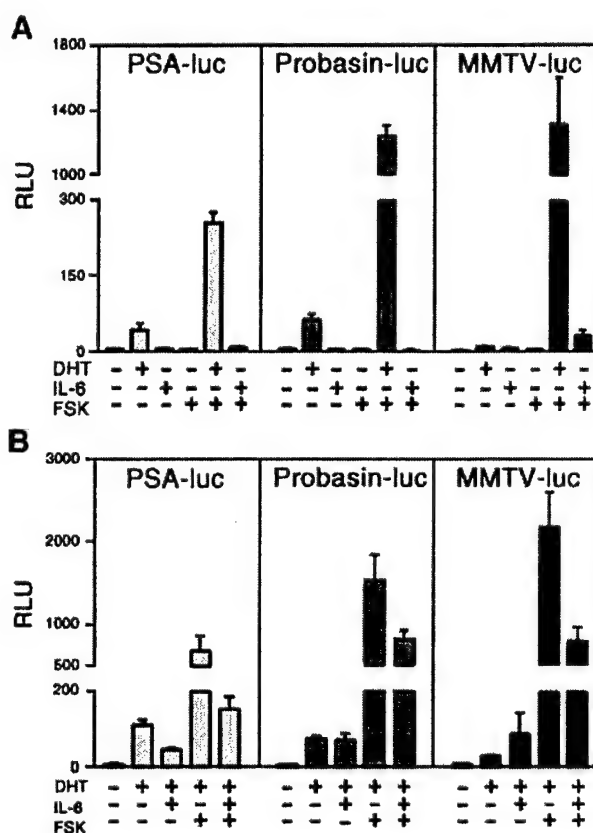 A
1800
PSA-luc Probasin-luc MMTV-luc
1400
1000
RLU
300
150
0
DHT - + - - + - - + - - + - - + - - + -
IL-6 - - + - - + - - + - - + - - + - - +
FSK - - - + + + - - - + + + - - - + + +
B
3000
PSA-luc Probasin-luc MMTV-luc
2000
RLU
1000
500
200
0
DHT - + + + + - + + + + - + + + +
IL-6 - - + - + - - + - + - - + - +
FSK - - - + + - - - + + - - - + +